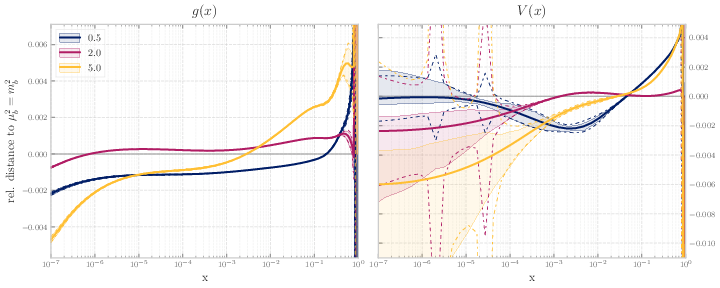 g(x)
V(x)
rel. distance to μ_b^2 = m_b^2
0.5
2.0
5.0
0.006
0.004
0.002
0.000
−0.002
−0.004
0.004
0.002
0.000
−0.002
−0.004
−0.006
−0.008
−0.010
10^−7 10^−6 10^−5 10^−4 10^−3 10^−2 10^−1 10^0
10^−7 10^−6 10^−5 10^−4 10^−3 10^−2 10^−1 10^0
x
x